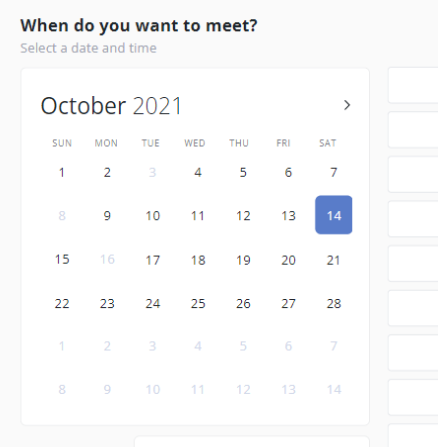 When do you want to meet?
Select a date and time
October 2021
SUN MON TUE WED THU FRI SAT
1 2 3 4 5 6 7
8 9 10 11 12 13 14
15 16 17 18 19 20 21
22 23 24 25 26 27 28
1 2 3 4 5 6 7
8 9 10 11 12 13 14